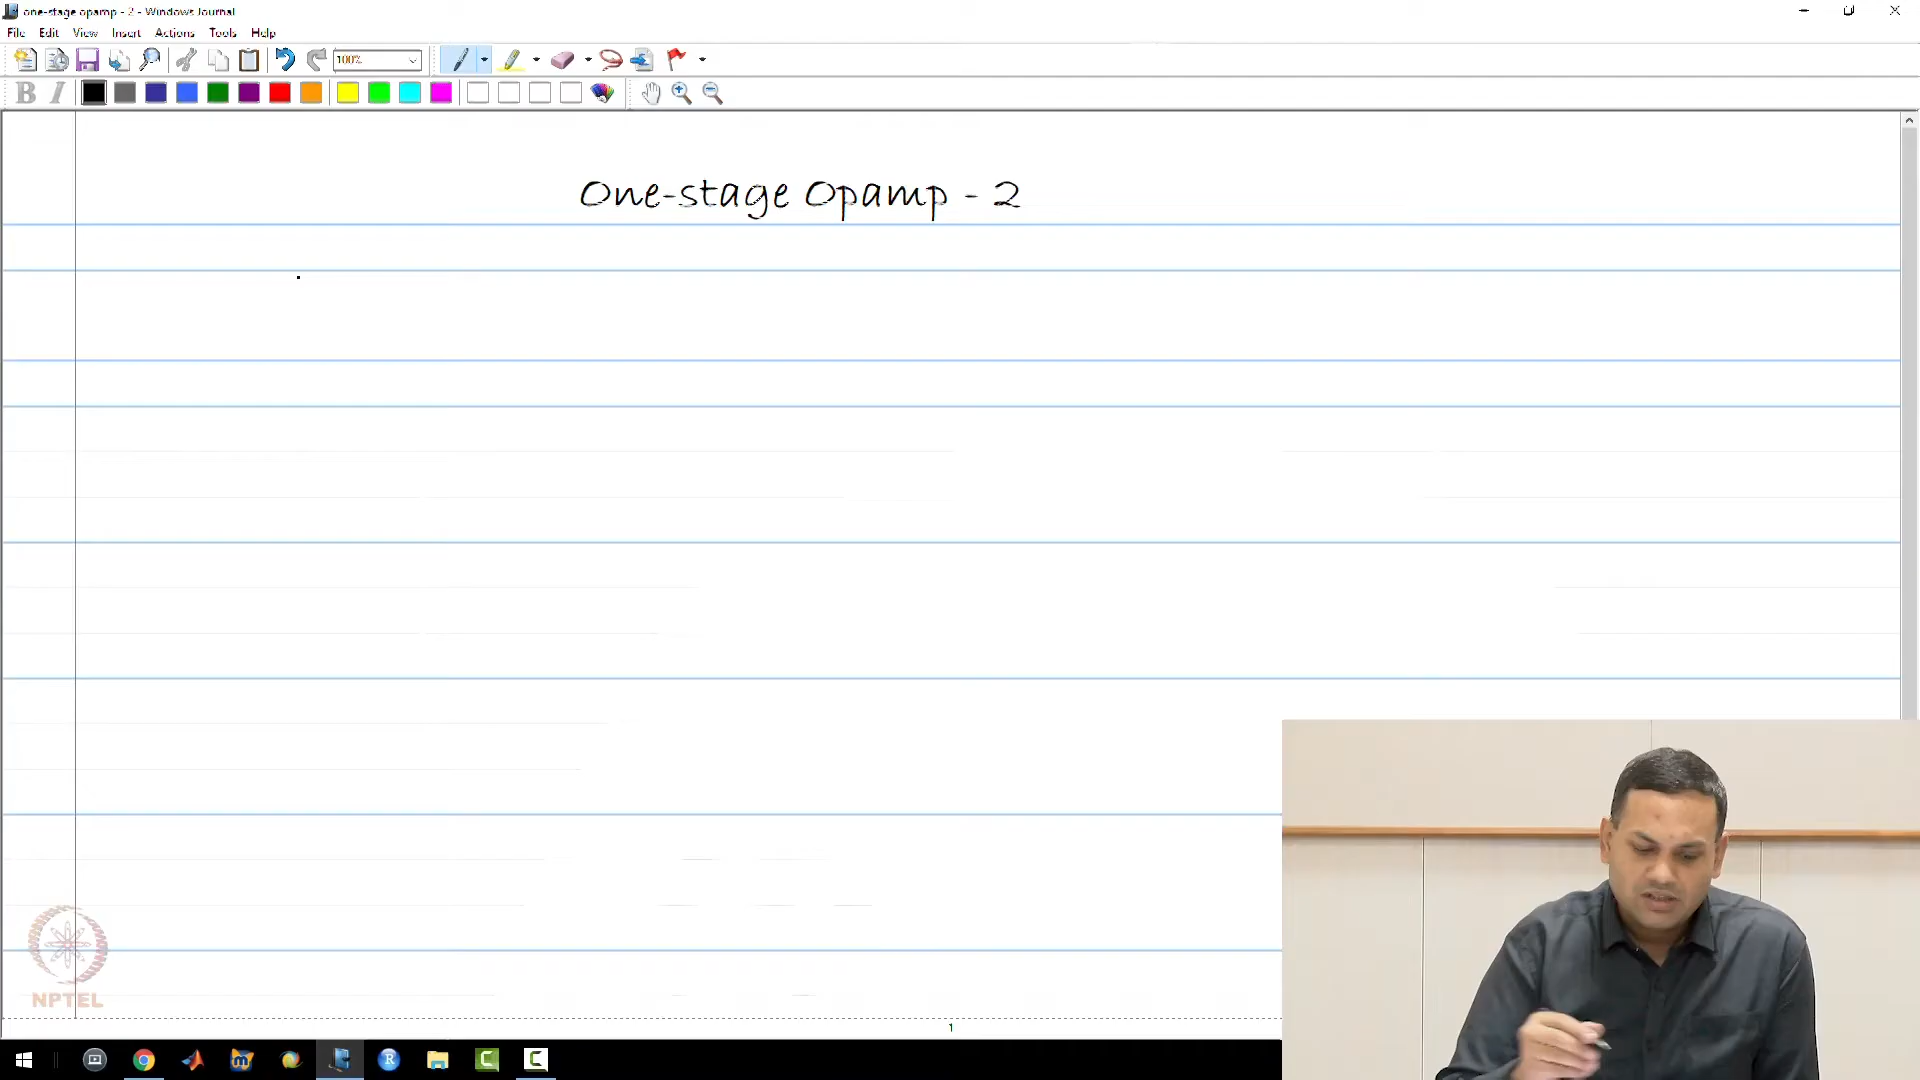 one-stage opamp - 2 - Windows Journal
File Edit View Insert Actions Tools Help
100%
B I
One-stage Opamp - 2
NPTEL
1